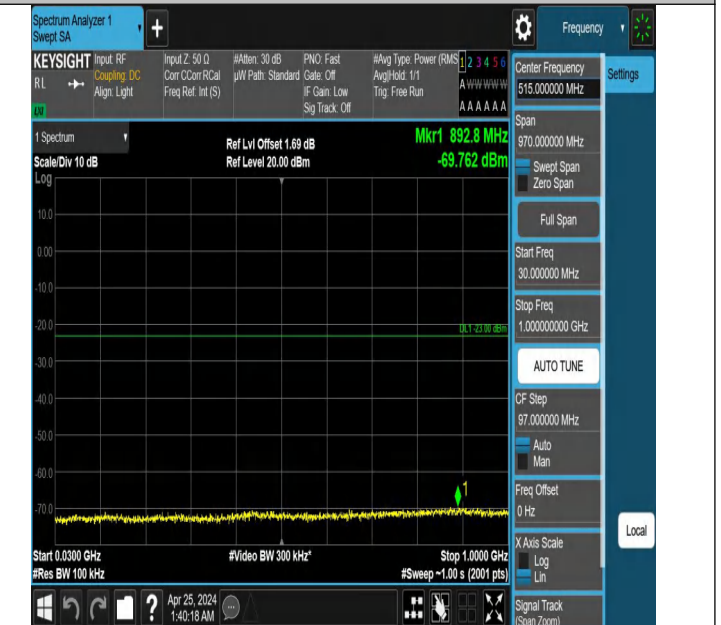 Spectrum Analyzer 1
Swept SA
+
Frequency
KEYSIGHT
RL
Input: RF
Coupling: DC
Align: Light
Input Z: 50 Ω
Corr CCorr RCal
Freq Ref: Int (S)
#Atten: 30 dB
µW Path: Standard
PNO: Fast
Gate: Off
IF Gain: Low
Sig Track: Off
#Avg Type: Power (RMS
Avg|Hold: 1/1
Trig: Free Run
1 2 3 4 5 6
A W W W W W
A A A A A A
1 Spectrum
Scale/Div 10 dB
Log
Ref Lvl Offset 1.69 dB
Ref Level 20.00 dBm
Mkr1 892.8 MHz
-69.762 dBm
10.0
0.00
-10.0
-20.0
DL1 -23.00 dBm
-30.0
-40.0
-50.0
-60.0
1
-70.0
Start 0.0300 GHz
#Video BW 300 kHz*
Stop 1.0000 GHz
#Res BW 100 kHz
#Sweep ~1.00 s (2001 pts)
Center Frequency
515.000000 MHz
Settings
Span
970.000000 MHz
Swept Span
Zero Span
Full Span
Start Freq
30.000000 MHz
Stop Freq
1.000000000 GHz
AUTO TUNE
CF Step
97.000000 MHz
Auto
Man
Freq Offset
0 Hz
X Axis Scale
Log
Lin
Local
Signal Track
(Span Zoom)
?
Apr 25, 2024
1:40:18 AM